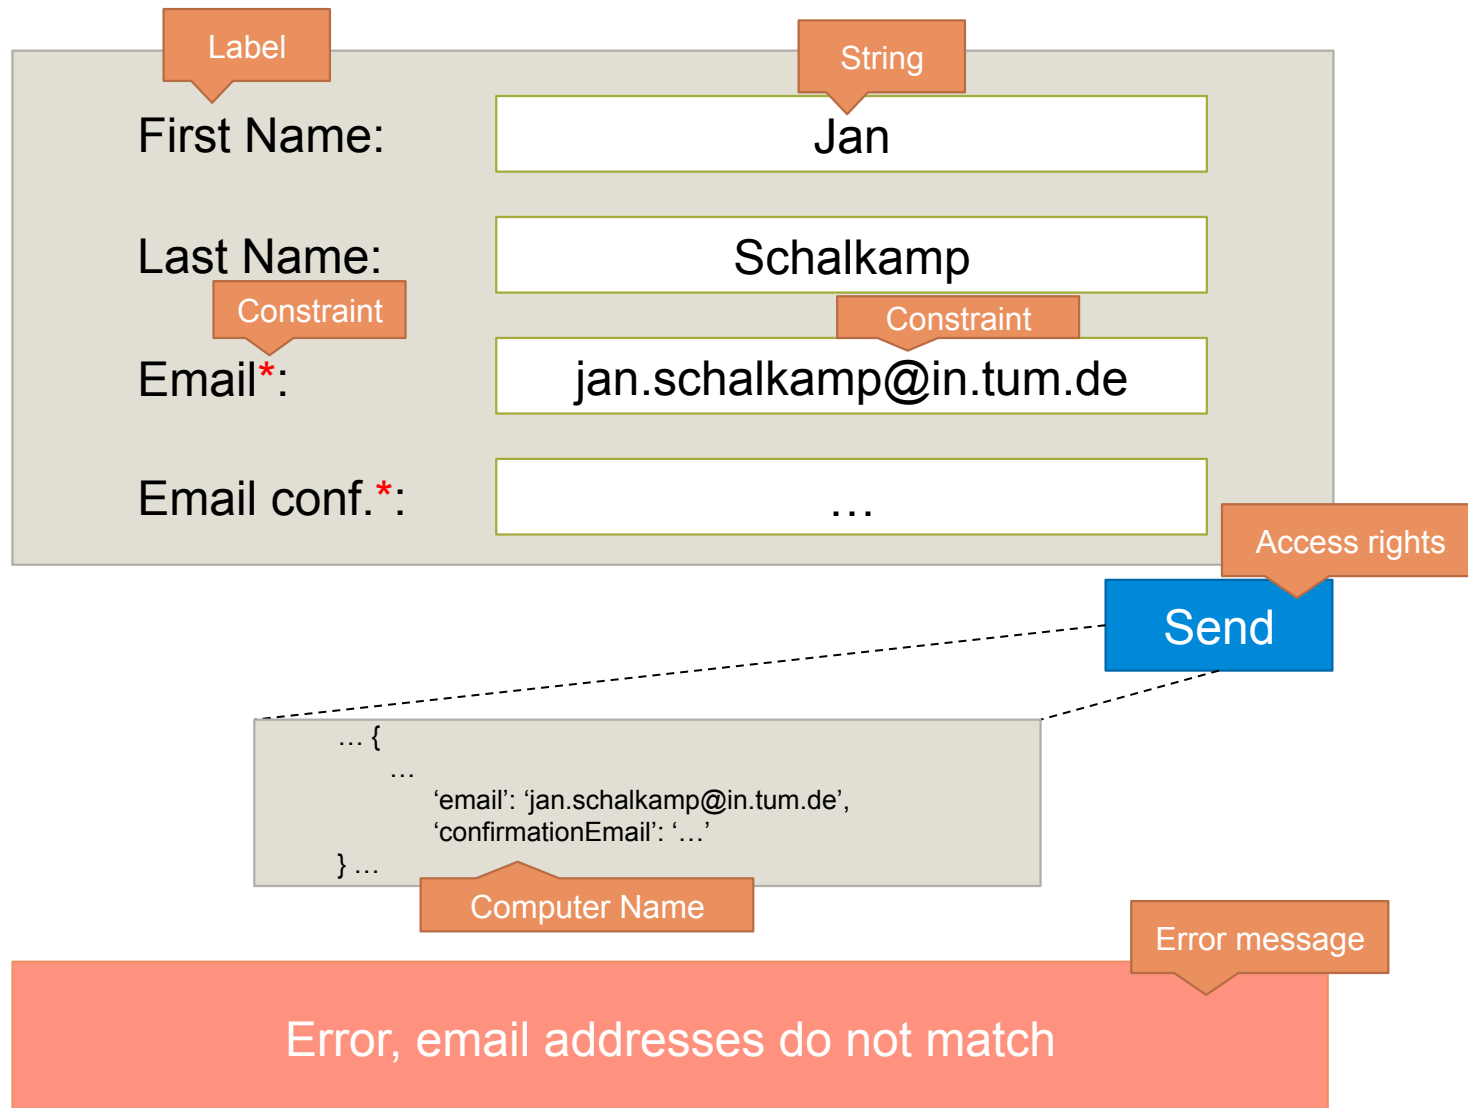 Label
String
First Name:
Jan
Last Name:
Schalkamp
Constraint
Constraint
Email*:
jan.schalkamp@in.tum.de
Email conf.*:
…
Access rights
Send
… {
…
‘email’: ‘jan.schalkamp@in.tum.de’,
‘confirmationEmail’: ‘…’
} …
Computer Name
Error message
Error, email addresses do not match